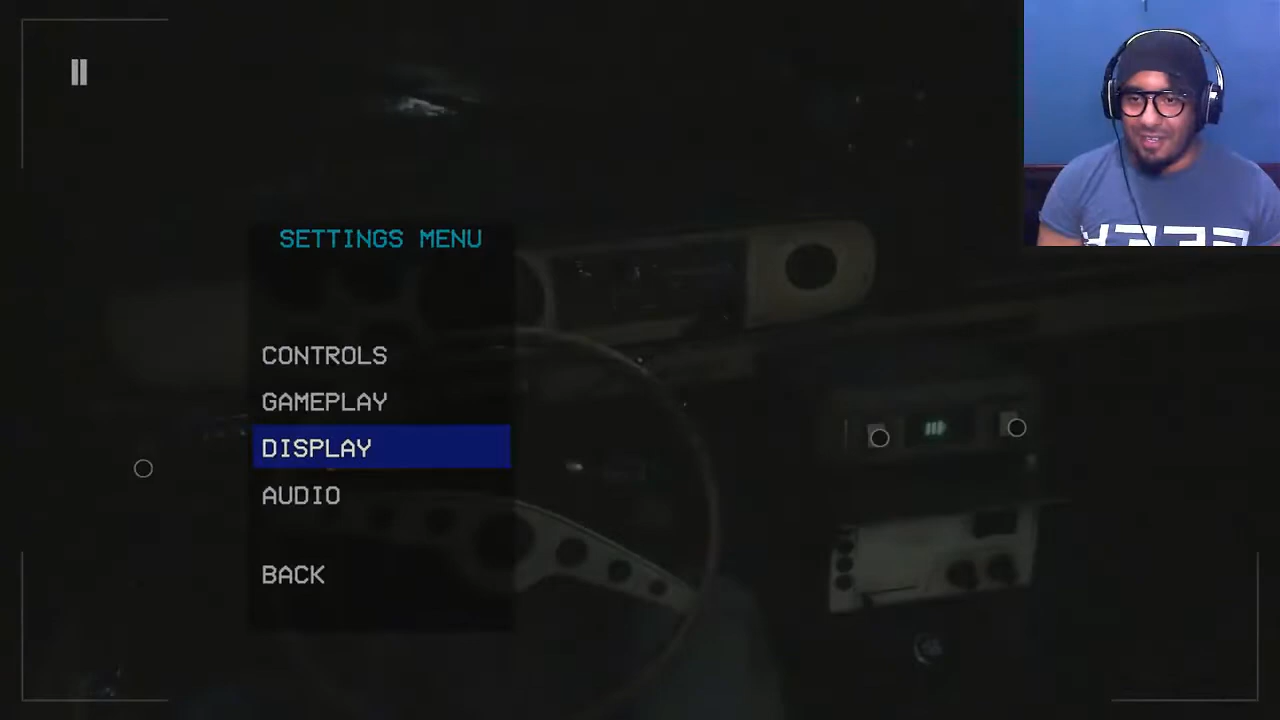 SETTINGS MENU
CONTROLS
GAMEPLAY
DISPLAY
AUDIO
BACK